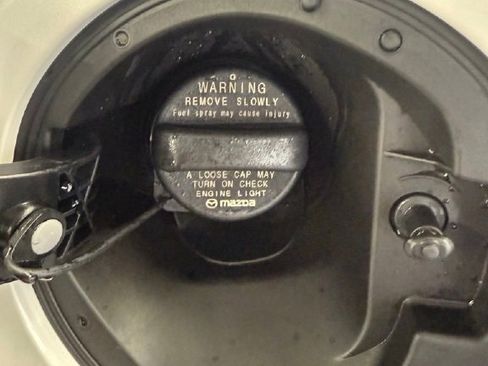 WARNING
REMOVE SLOWLY
Fuel spray may cause injury
A LOOSE CAP MAY
TURN ON CHECK
ENGINE LIGHT
mazda